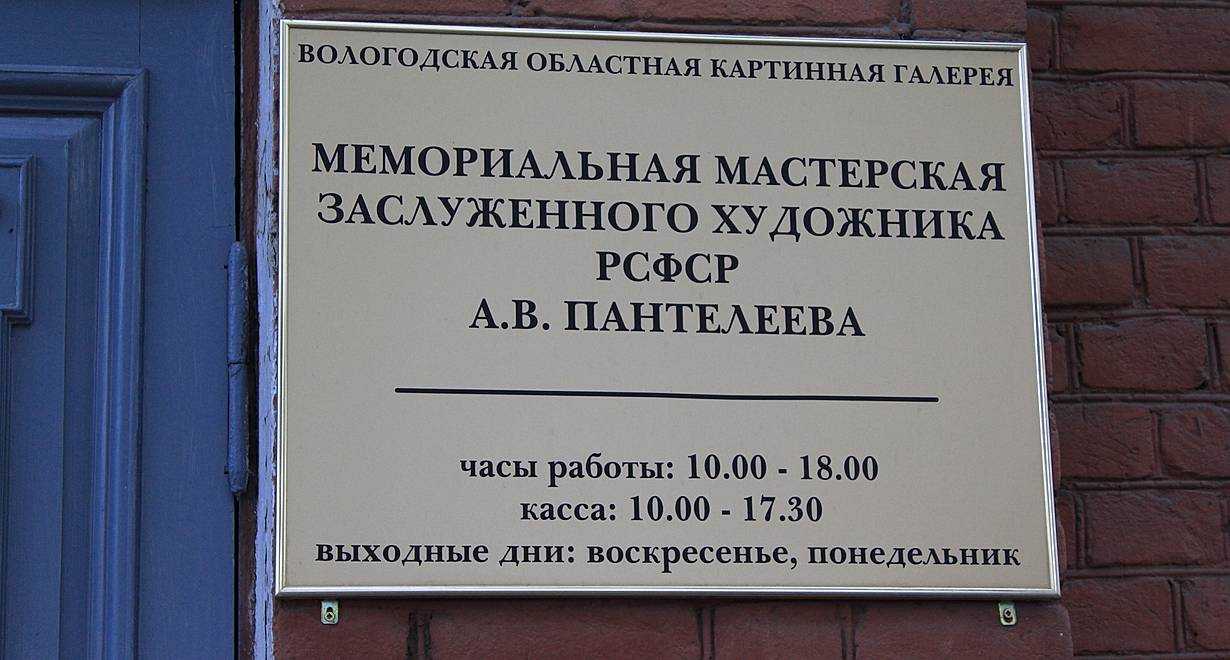 ВОЛОГОДСКАЯ ОБЛАСТНАЯ КАРТИННАЯ ГАЛЕРЕЯ
МЕМОРИАЛЬНАЯ МАСТЕРСКАЯ
ЗАСЛУЖЕННОГО ХУДОЖНИКА
РСФСР
А.В. ПАНТЕЛЕЕВА
часы работы: 10.00 - 18.00
касса: 10.00 - 17.30
выходные дни: воскресенье, понедельник